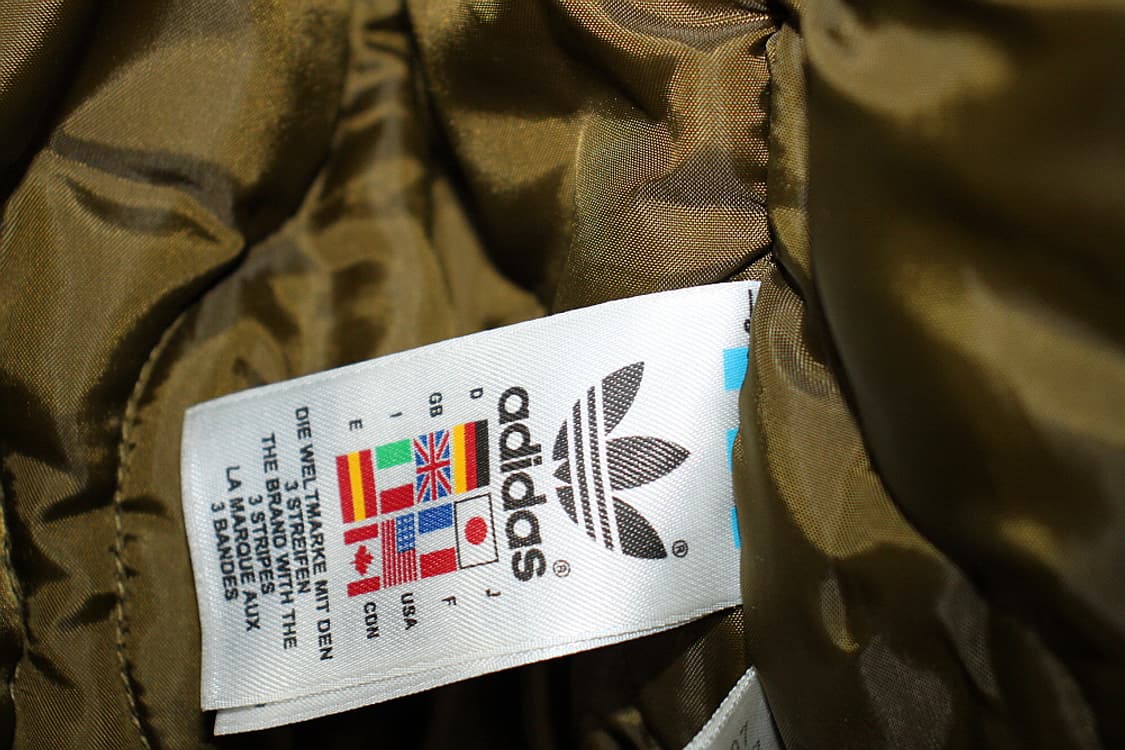 ®
adidas®
D J
GB F
I USA
E CDN
DIE WELTMARKE MIT DEN
3 STREIFEN
THE BRAND WITH THE
3 STRIPES
LA MARQUE AUX
3 BANDES
07